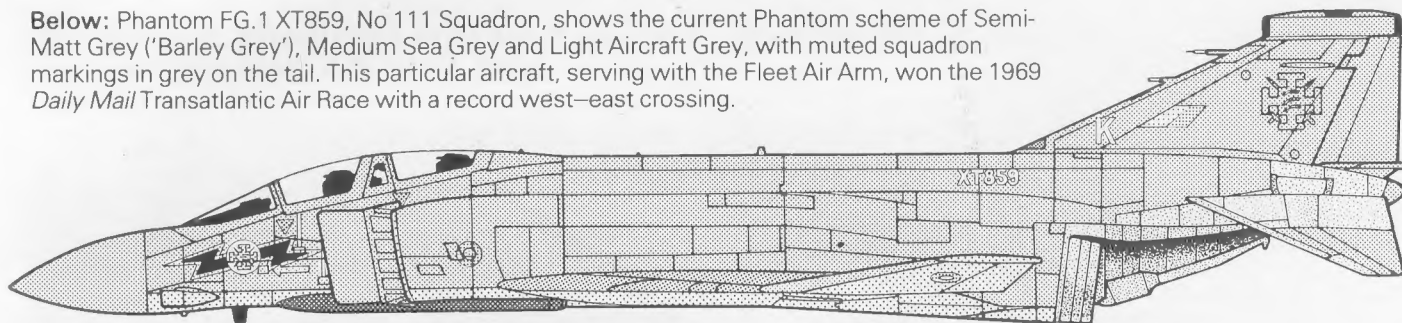 Below: Phantom FG.1 XT859, No 111 Squadron, shows the current Phantom scheme of Semi-
Matt Grey ('Barley Grey'), Medium Sea Grey and Light Aircraft Grey, with muted squadron
markings in grey on the tail. This particular aircraft, serving with the Fleet Air Arm, won the 1969
Daily Mail Transatlantic Air Race with a record west–east crossing.
K
XT859